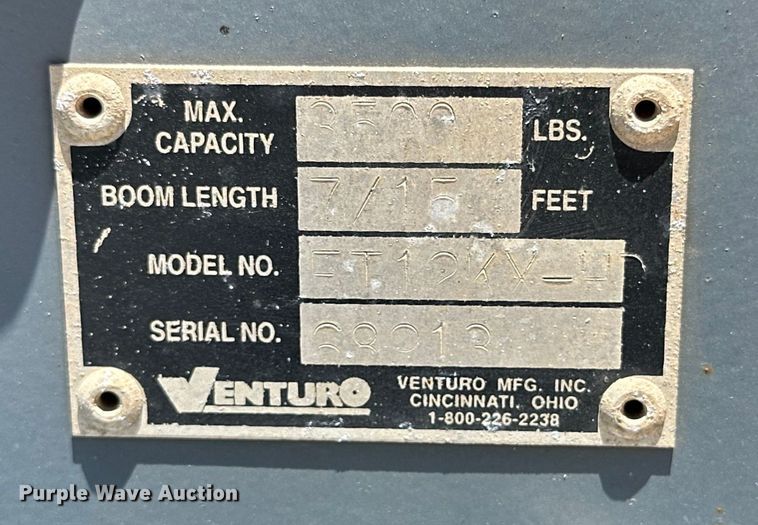 MAX.
CAPACITY 3500 LBS.
BOOM LENGTH 7/15 FEET
MODEL NO.
SERIAL NO.
VENTURO VENTURO MFG. INC.
CINCINNATI, OHIO
1-800-226-2238
Purple Wave Auction